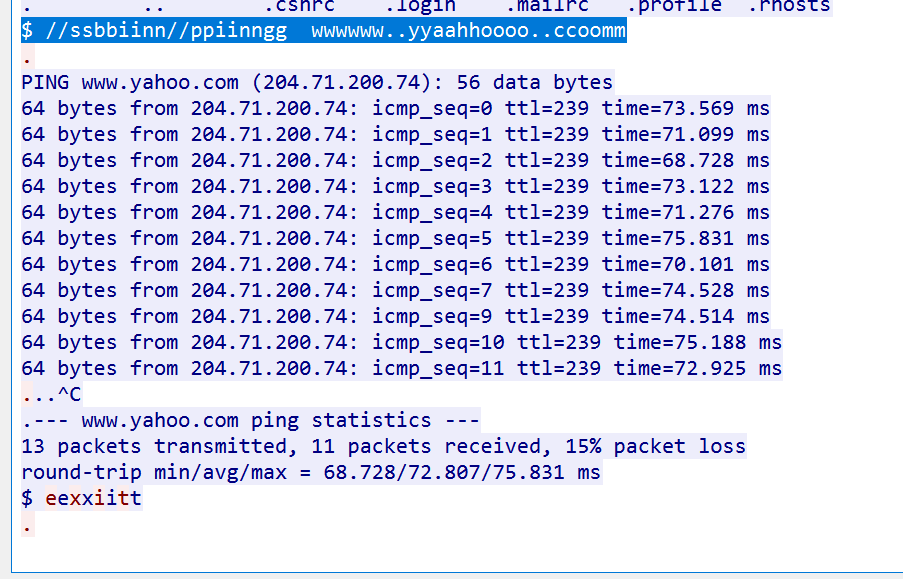 . .. .cshrc .login .mailrc .profile .rhosts
$ //ssbbiinn//ppiinngg  wwwwww..yyaahhoooo..ccoomm
.
PING www.yahoo.com (204.71.200.74): 56 data bytes
64 bytes from 204.71.200.74: icmp_seq=0 ttl=239 time=73.569 ms
64 bytes from 204.71.200.74: icmp_seq=1 ttl=239 time=71.099 ms
64 bytes from 204.71.200.74: icmp_seq=2 ttl=239 time=68.728 ms
64 bytes from 204.71.200.74: icmp_seq=3 ttl=239 time=73.122 ms
64 bytes from 204.71.200.74: icmp_seq=4 ttl=239 time=71.276 ms
64 bytes from 204.71.200.74: icmp_seq=5 ttl=239 time=75.831 ms
64 bytes from 204.71.200.74: icmp_seq=6 ttl=239 time=70.101 ms
64 bytes from 204.71.200.74: icmp_seq=7 ttl=239 time=74.528 ms
64 bytes from 204.71.200.74: icmp_seq=9 ttl=239 time=74.514 ms
64 bytes from 204.71.200.74: icmp_seq=10 ttl=239 time=75.188 ms
64 bytes from 204.71.200.74: icmp_seq=11 ttl=239 time=72.925 ms
...^C
.--- www.yahoo.com ping statistics ---
13 packets transmitted, 11 packets received, 15% packet loss
round-trip min/avg/max = 68.728/72.807/75.831 ms
$ eexxiitt
.